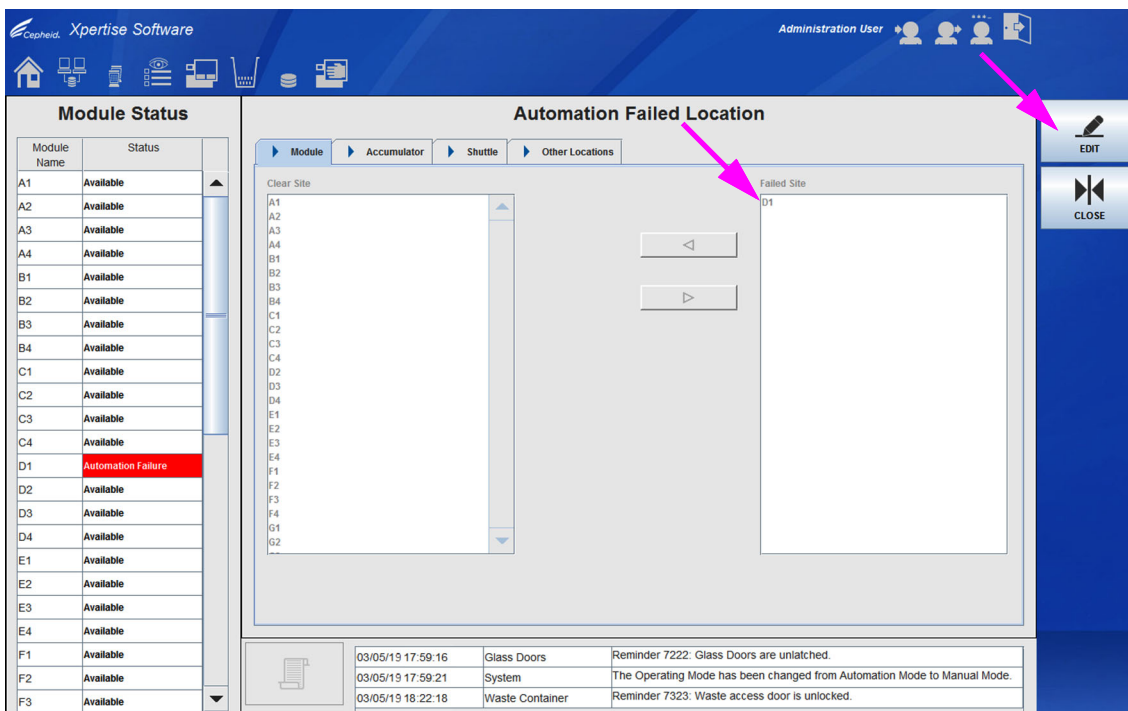 Cepheid. Xpertise Software
Administration User
Module Status
Module Name
Status
A1 Available
A2 Available
A3 Available
A4 Available
B1 Available
B2 Available
B3 Available
B4 Available
C1 Available
C2 Available
C3 Available
C4 Available
D1 Automation Failure
D2 Available
D3 Available
D4 Available
E1 Available
E2 Available
E3 Available
E4 Available
F1 Available
F2 Available
F3 Available
Automation Failed Location
Module
Accumulator
Shuttle
Other Locations
Clear Site
A1
A2
A3
A4
B1
B2
B3
B4
C1
C2
C3
C4
D2
D3
D4
E1
E2
E3
E4
F1
F2
F3
F4
G1
G2
Failed Site
D1
EDIT
CLOSE
03/05/19 17:59:16 Glass Doors Reminder 7222: Glass Doors are unlatched.
03/05/19 17:59:21 System The Operating Mode has been changed from Automation Mode to Manual Mode.
03/05/19 18:22:18 Waste Container Reminder 7323: Waste access door is unlocked.